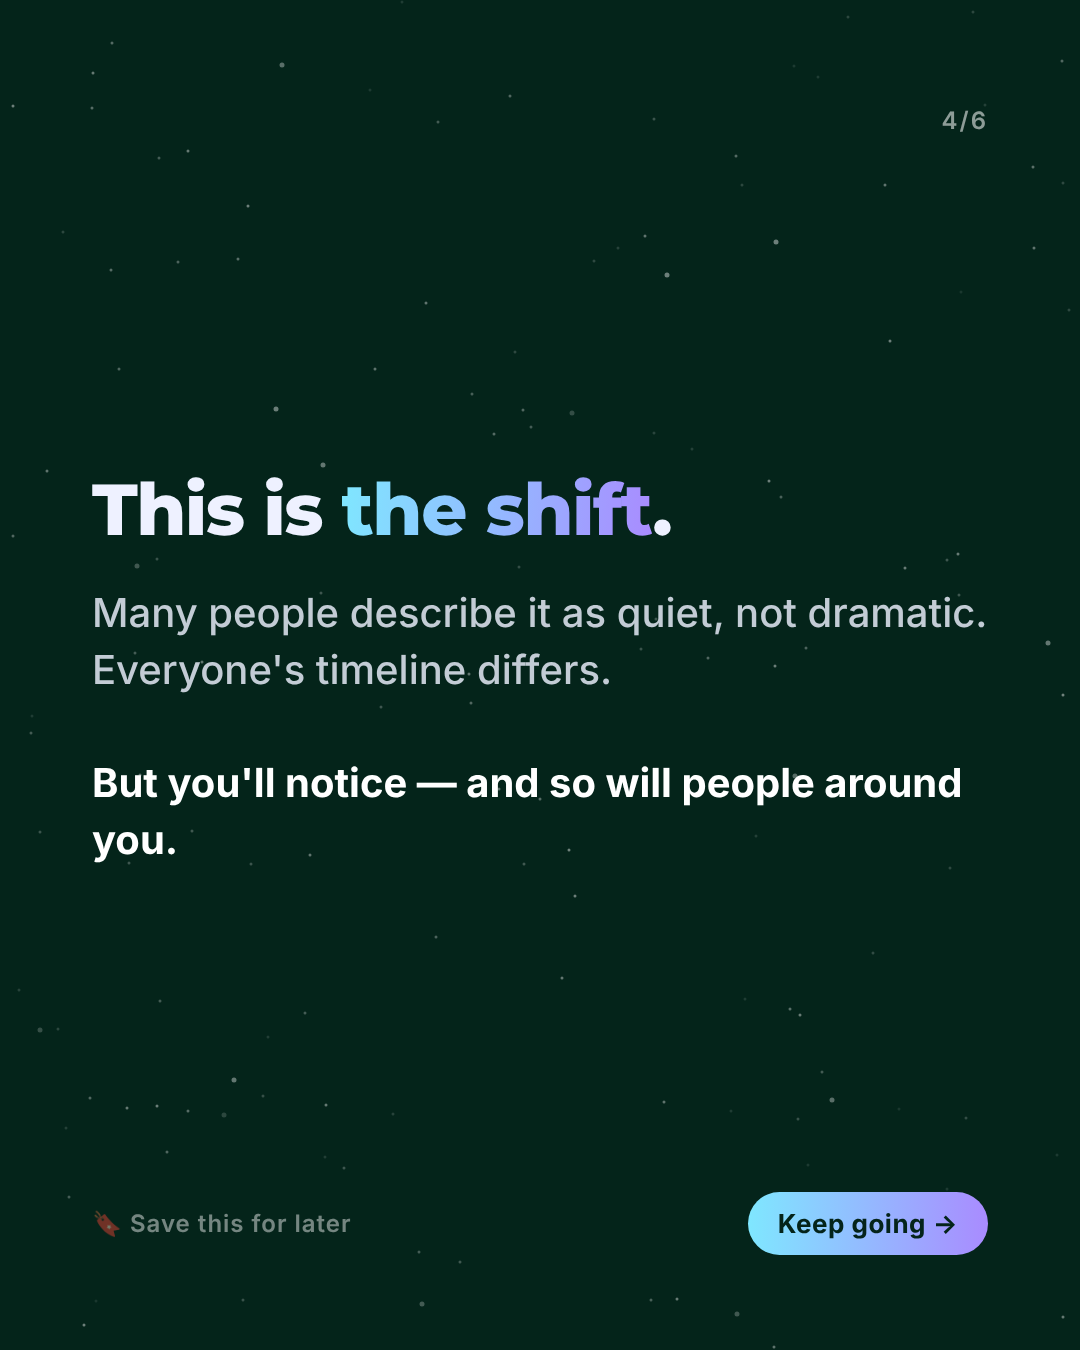 4/6
This is the shift.
Many people describe it as quiet, not dramatic.
Everyone's timeline differs.
But you'll notice — and so will people around
you.
🔖 Save this for later
Keep going →